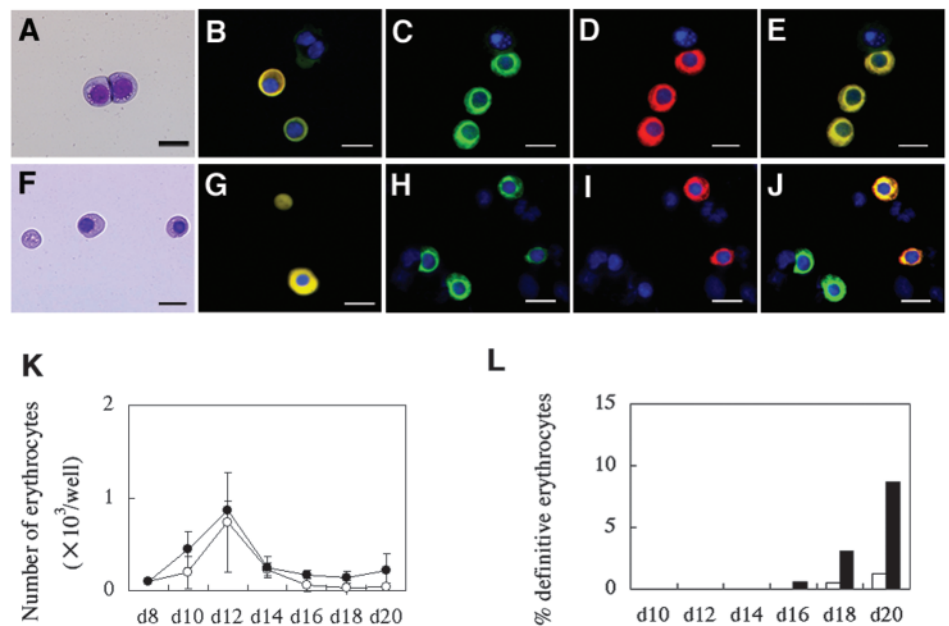 A
B
C
D
E
F
G
H
I
J
K
L
Number of erythrocytes
(×10³/well)
2
1
0
d8 d10 d12 d14 d16 d18 d20
% definitive erythrocytes
15
10
5
0
d10 d12 d14 d16 d18 d20